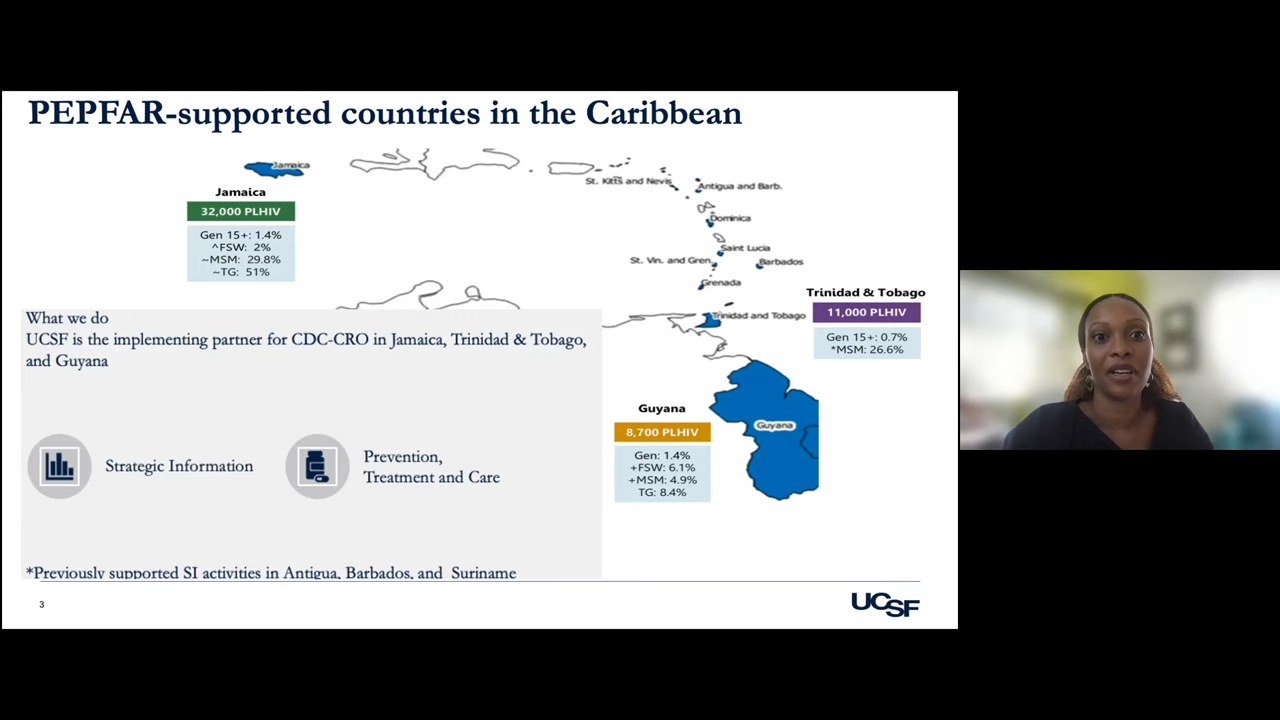 PEPFAR-supported countries in the Caribbean
Jamaica
Jamaica
32,000 PLHIV
Gen 15+: 1.4%
^FSW: 2%
~MSM: 29.8%
~TG: 51%
St. Kitts and Nevis
Antigua and Barb.
Dominica
Saint Lucia
St. Vin. and Gren.
Barbados
Grenada
Trinidad and Tobago
Trinidad & Tobago
11,000 PLHIV
Gen 15+: 0.7%
*MSM: 26.6%
What we do
UCSF is the implementing partner for CDC-CRO in Jamaica, Trinidad & Tobago,
and Guyana
Strategic Information
Prevention,
Treatment and Care
Guyana
8,700 PLHIV
Gen: 1.4%
+FSW: 6.1%
+MSM: 4.9%
TG: 8.4%
Guyana
*Previously supported SI activities in Antigua, Barbados, and Suriname
3
UCSF